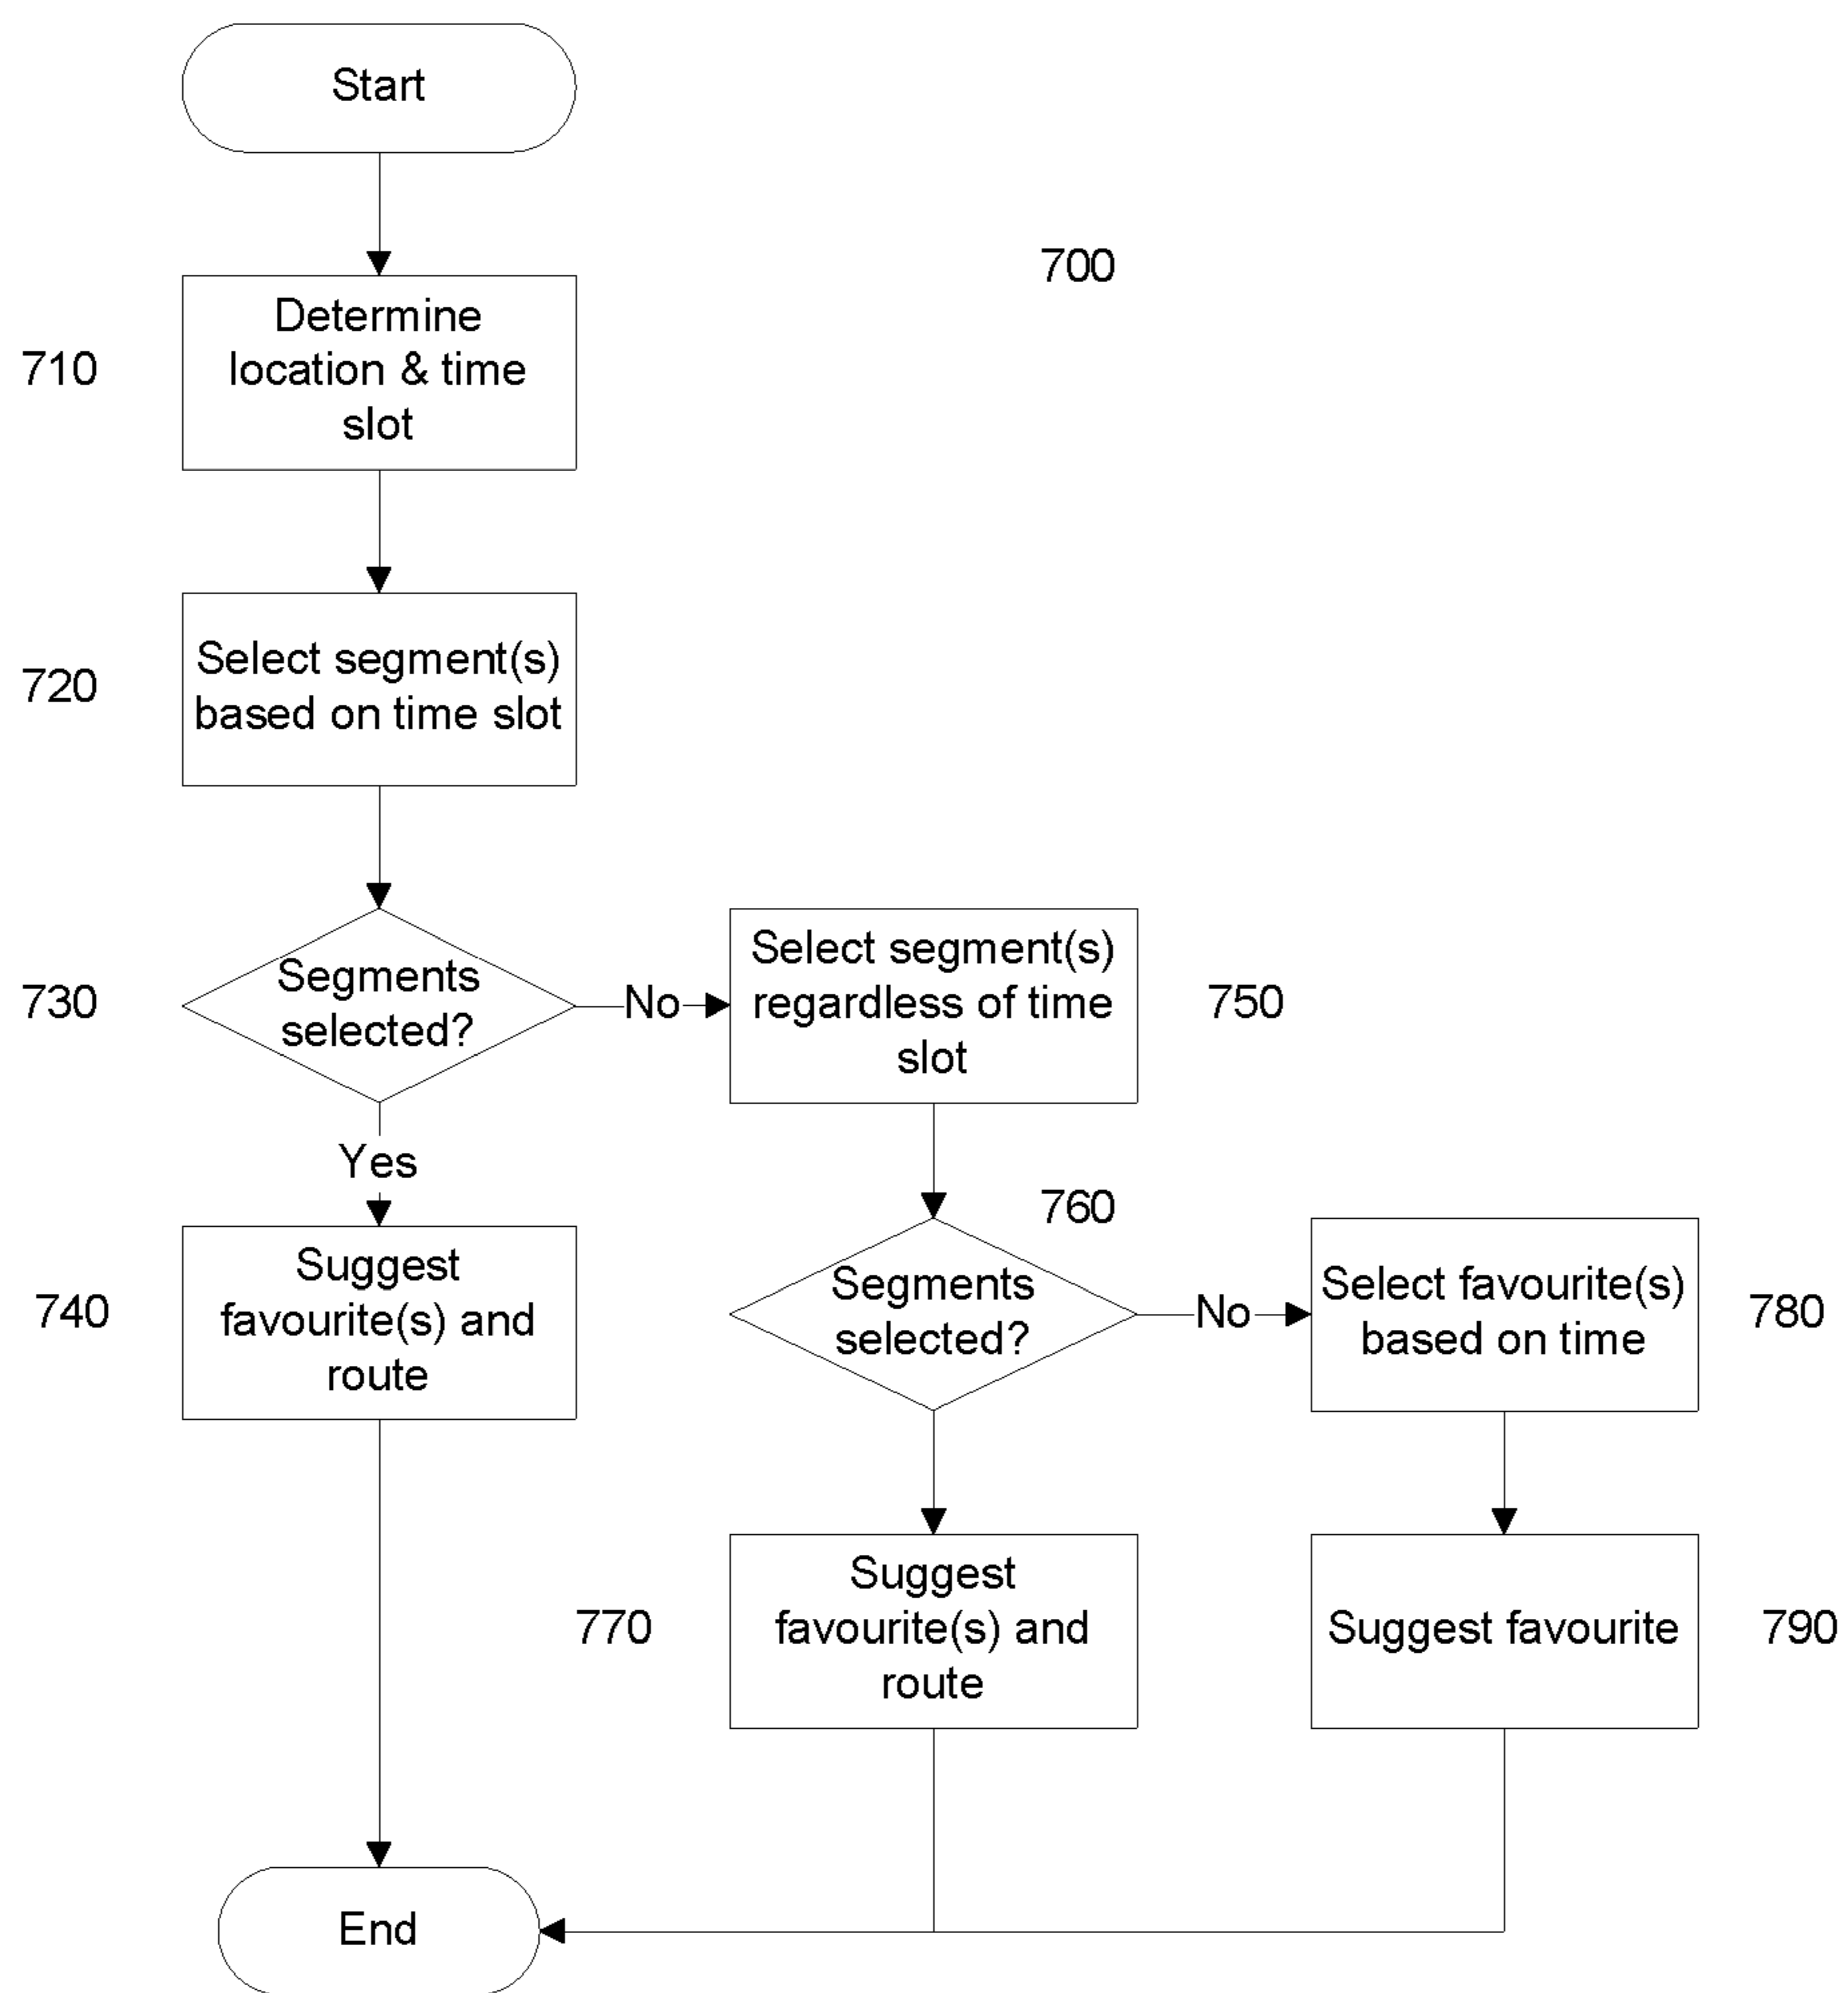 Start
700
710
Determine
location & time
slot
720
Select segment(s)
based on time slot
730
Segments
selected?
No
Select segment(s)
regardless of time
slot
750
Yes
740
Suggest
favourite(s) and
route
760
Segments
selected?
No
Select favourite(s)
based on time
780
770
Suggest
favourite(s) and
route
Suggest favourite
790
End